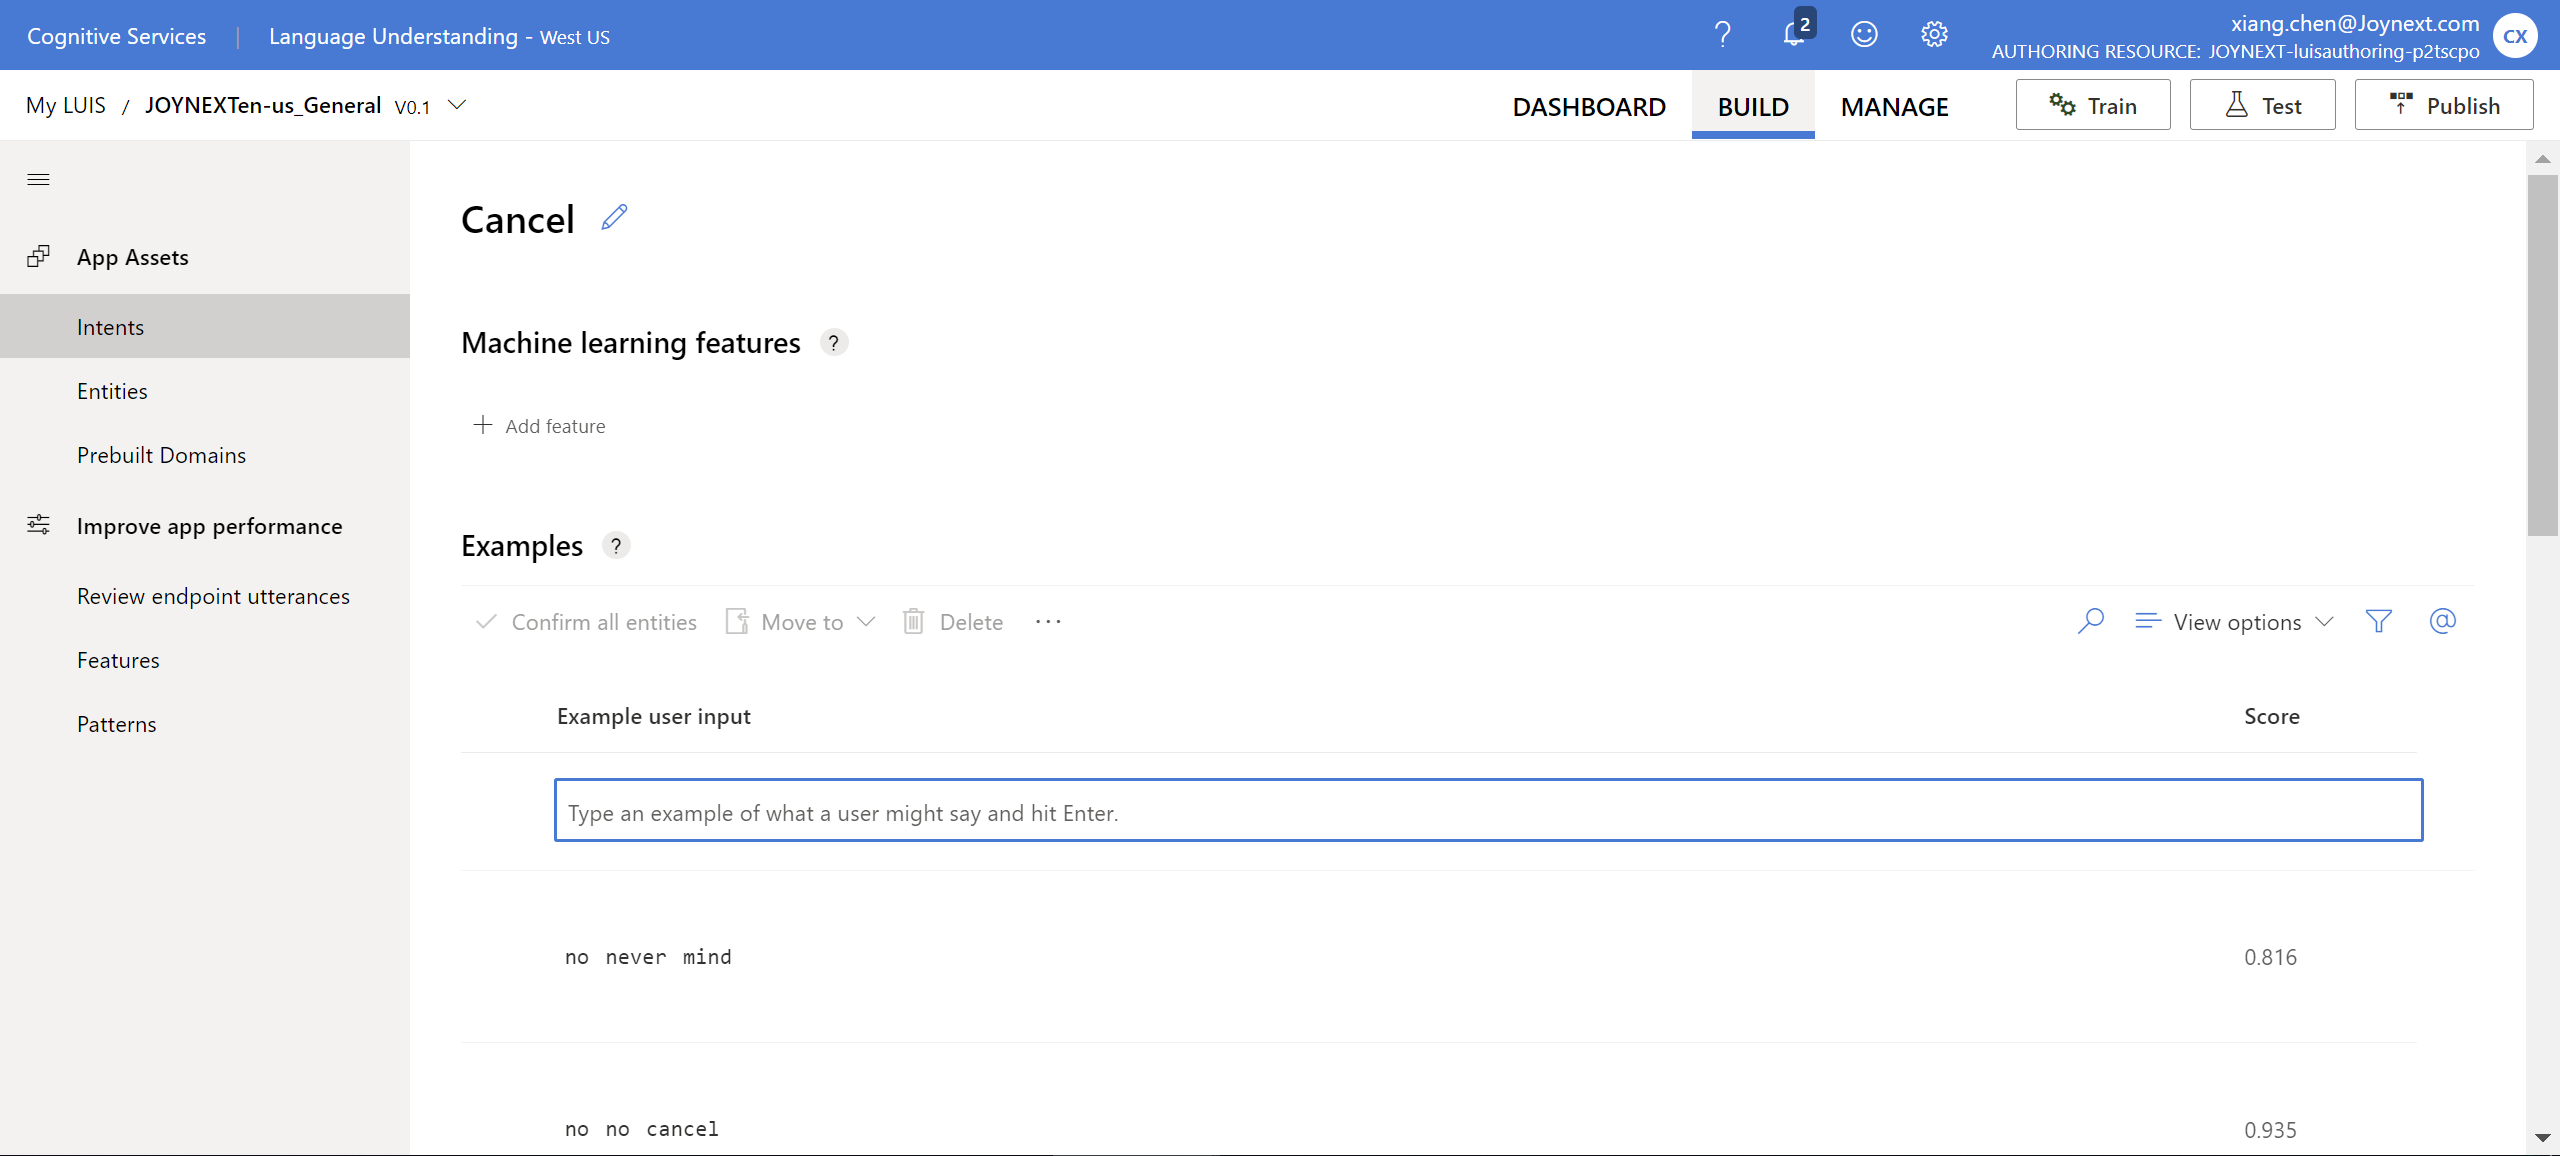 Cognitive Services | Language Understanding - West US
2
xiang.chen@Joynext.com
AUTHORING RESOURCE: JOYNEXT-luisauthoring-p2tscpo
CX
My LUIS / JOYNEXTen-us_General V0.1
DASHBOARD BUILD MANAGE
Train Test Publish
App Assets
Intents
Entities
Prebuilt Domains
Improve app performance
Review endpoint utterances
Features
Patterns
Cancel
Machine learning features ?
+ Add feature
Examples ?
Confirm all entities Move to Delete ...
View options @
Example user input Score
Type an example of what a user might say and hit Enter.
no never mind 0.816
no no cancel 0.935